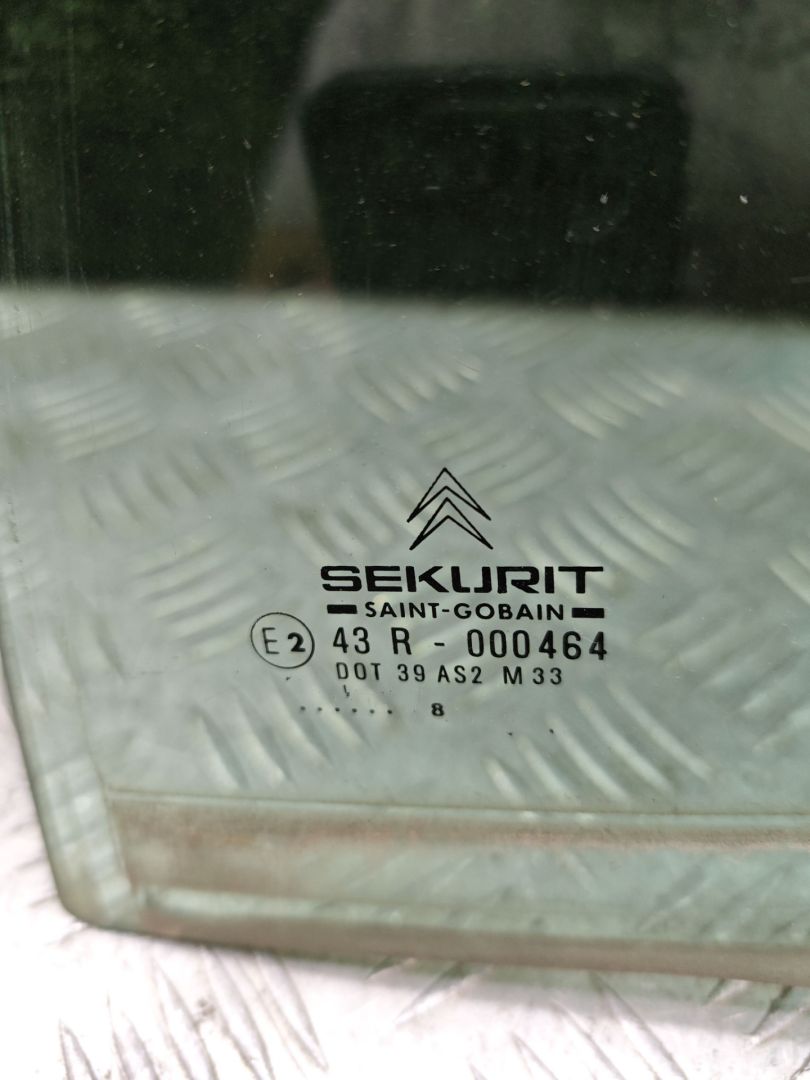 SEKURIT
SAINT-GOBAIN
E2 43 R - 000464
DOT 39 AS2 M33
...... 8